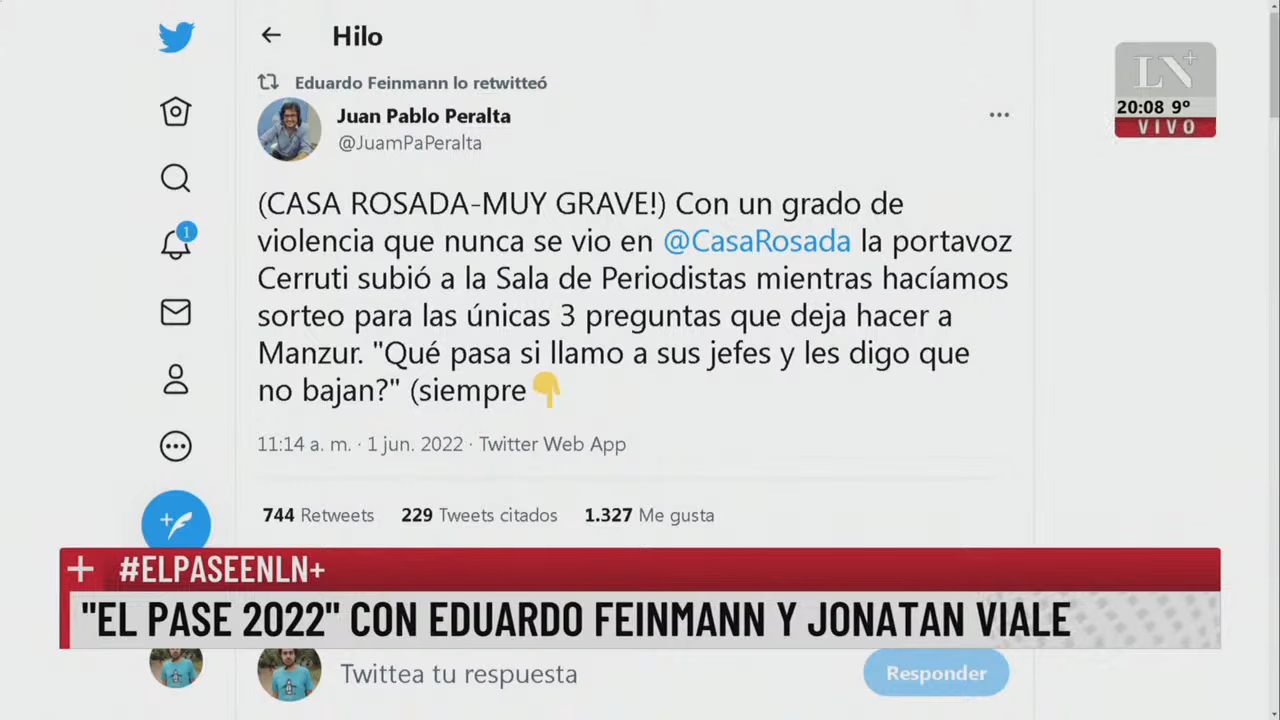 Hilo
Eduardo Feinmann lo retwitteó
Juan Pablo Peralta
@JuamPaPeralta
LN+
20:08 9º
VIVO
(CASA ROSADA-MUY GRAVE!) Con un grado de
violencia que nunca se vio en @CasaRosada la portavoz
Cerruti subió a la Sala de Periodistas mientras hacíamos
sorteo para las únicas 3 preguntas que deja hacer a
Manzur. "Qué pasa si llamo a sus jefes y les digo que
no bajan?" (siempre👇
1
11:14 a. m. · 1 jun. 2022 · Twitter Web App
744 Retweets 229 Tweets citados 1.327 Me gusta
#ELPASEENLN+
"EL PASE 2022" CON EDUARDO FEINMANN Y JONATAN VIALE
Twittea tu respuesta
Responder